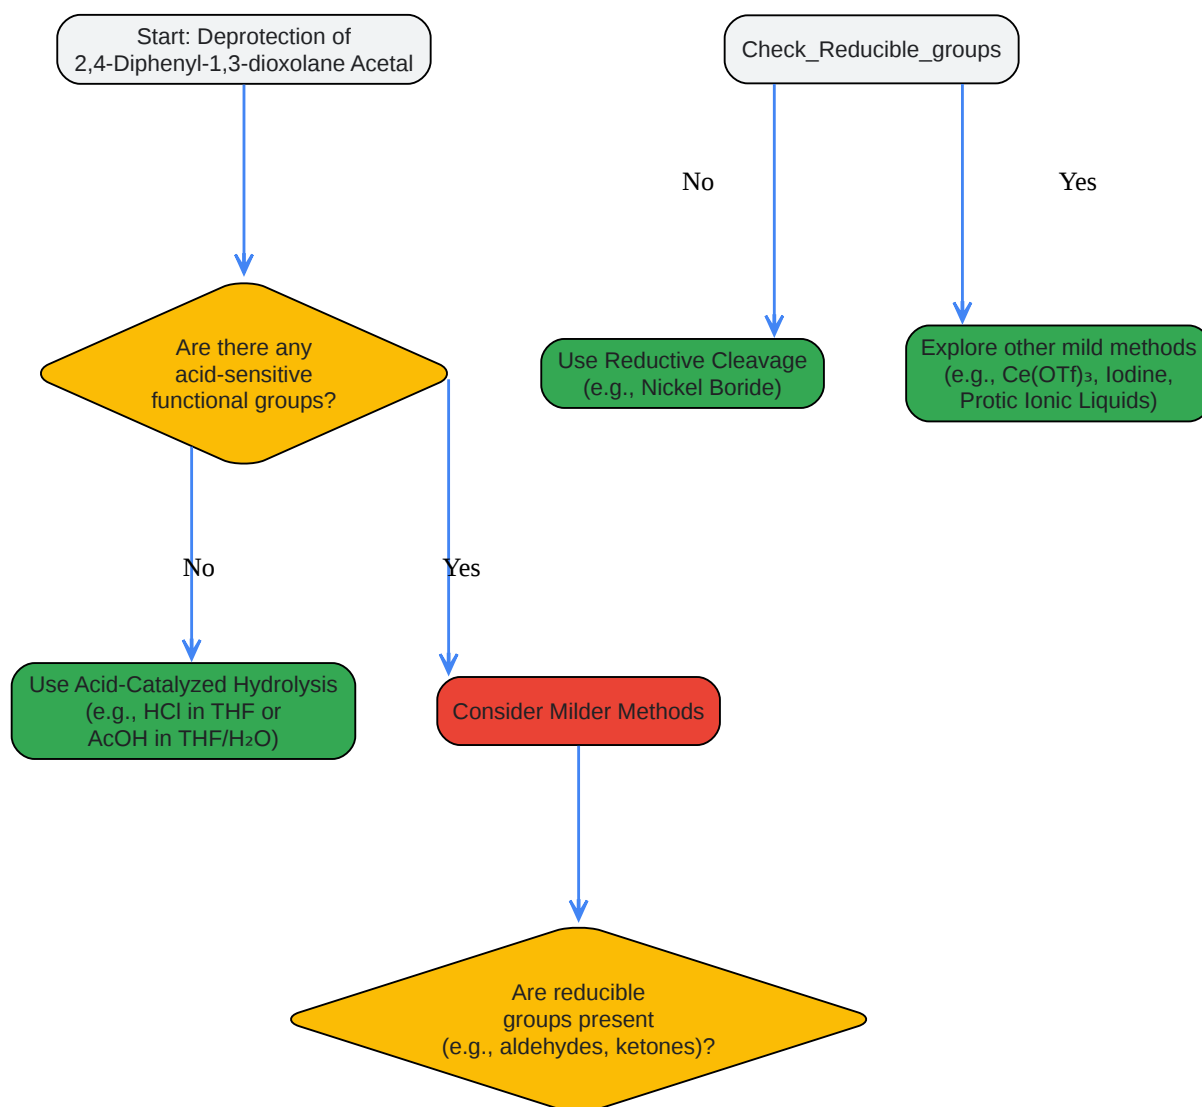 Start: Deprotection of
2,4-Diphenyl-1,3-dioxolane Acetal
Check_Reducible_groups
No
Yes
Are there any
acid-sensitive
functional groups?
Use Reductive Cleavage
(e.g., Nickel Boride)
Explore other mild methods
(e.g., Ce(OTf)₃, Iodine,
Protic Ionic Liquids)
No
Yes
Use Acid-Catalyzed Hydrolysis
(e.g., HCl in THF or
AcOH in THF/H₂O)
Consider Milder Methods
Are reducible
groups present
(e.g., aldehydes, ketones)?